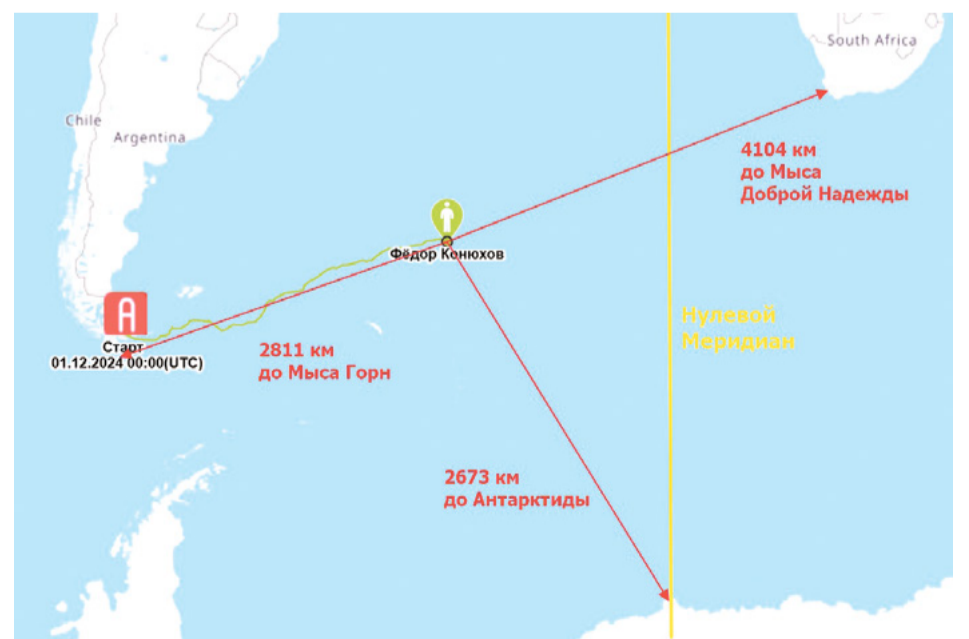 South Africa
Chile
Argentina
4104 км
до Мыса
Доброй Надежды
Фёдор Конюхов
А
Старт
01.12.2024 00:00(UTC)
Нулевой
Меридиан
2811 км
до Мыса Горн
2673 км
до Антарктиды